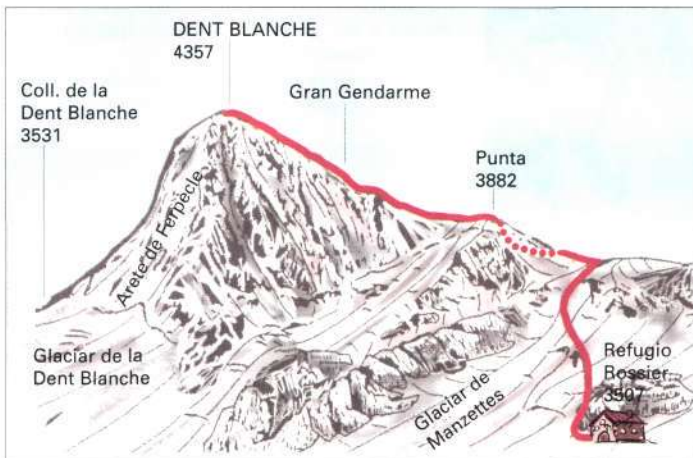 DENT BLANCHE
4357
Coll. de la
Dent Blanche
3531
Gran Gendarme
Punta
3882
Arete de Ferpècle
Glaciar de la
Dent Blanche
Glaciar de
Manzettes
Refugio
Rossier
3507